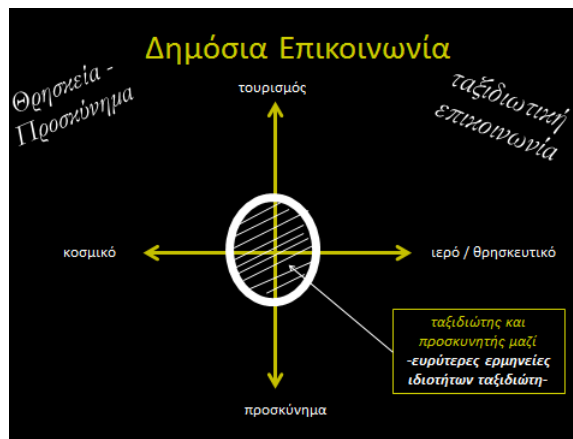 Δημόσια Επικοινωνία
Θρησκεία -
Προσκύνημα
ταξιδιωτική
επικοινωνία
τουρισμός
κοσμικό
ιερό / θρησκευτικό
ταξιδιώτης και
προσκυνητής μαζί
-ευρύτερες ερμηνείες
ιδιοτήτων ταξιδιώτη-
προσκύνημα